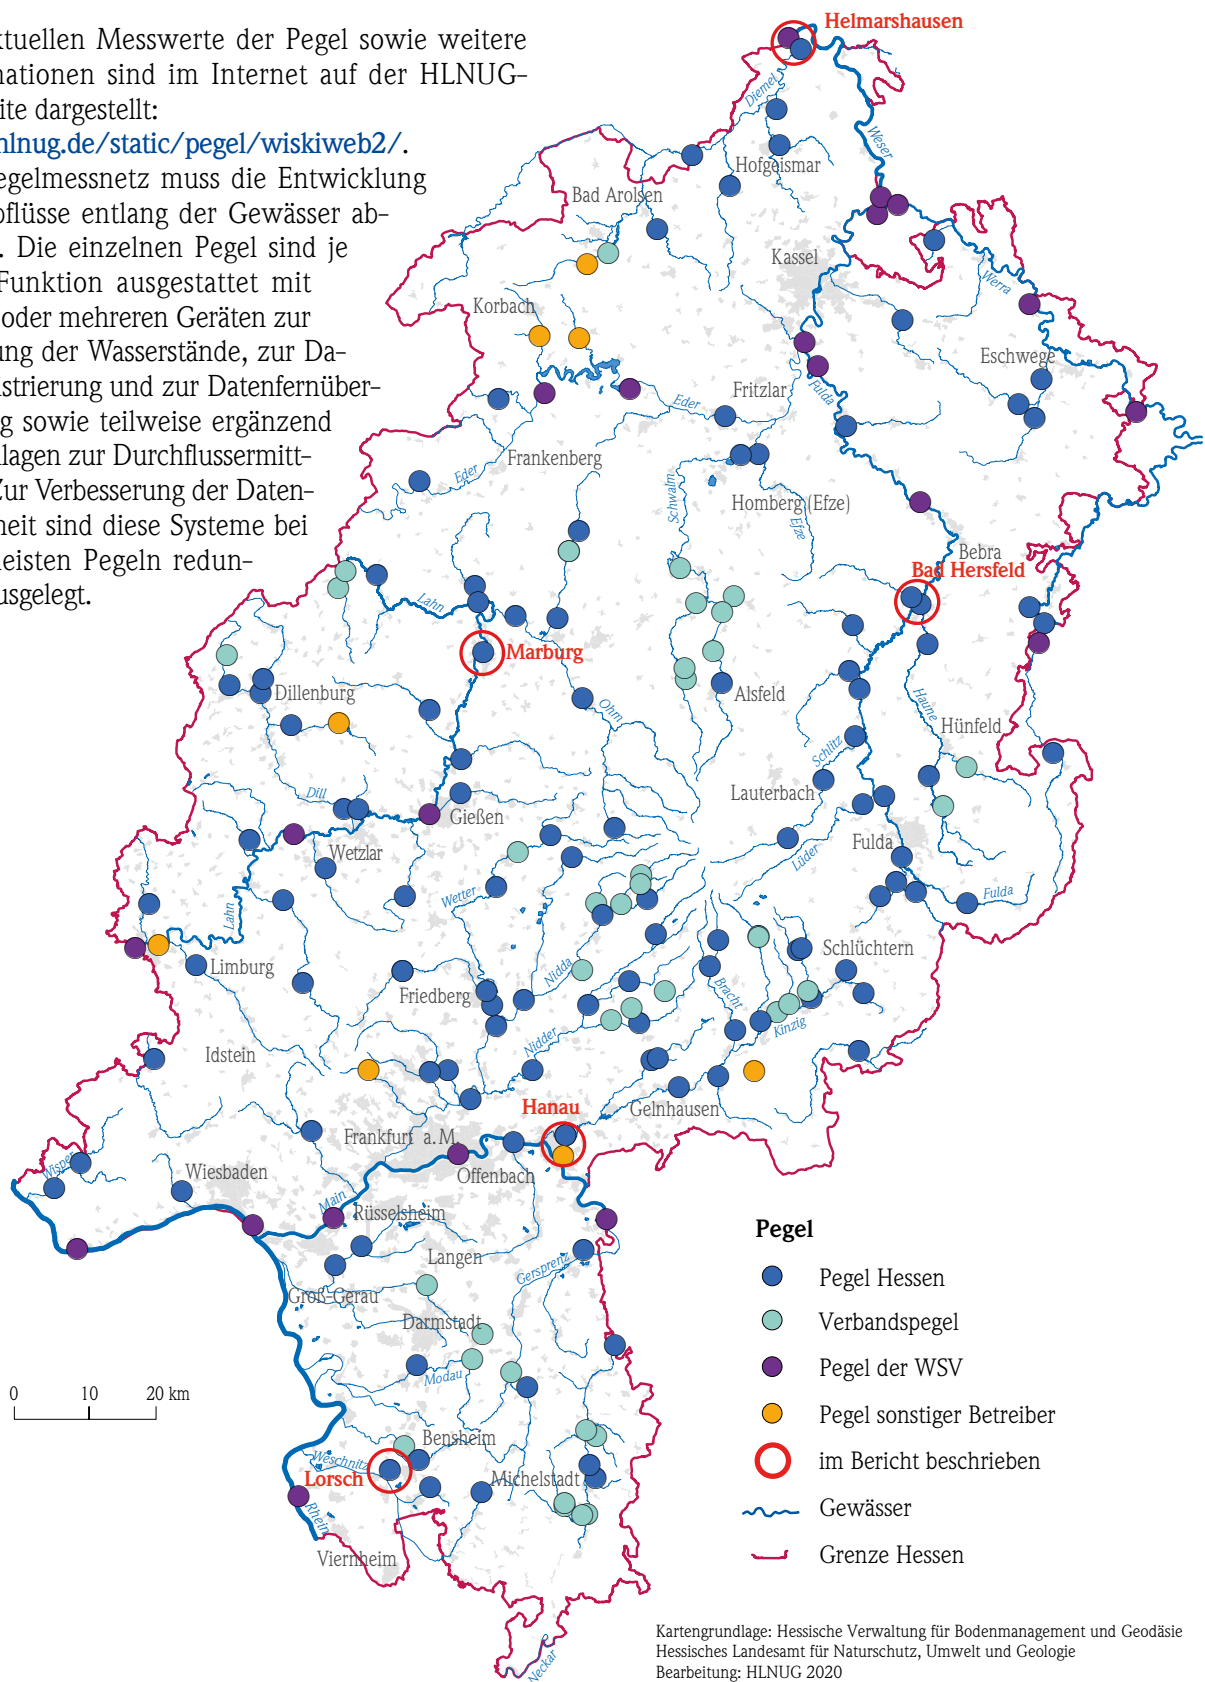 ktuellen Messwerte der Pegel sowie weitere
nationen sind im Internet auf der HLNUG-
ite dargestellt:
hlnug.de/static/pegel/wiskiweb2/.
egelmessnetz muss die Entwicklung
oflüsse entlang der Gewässer ab-
. Die einzelnen Pegel sind je
Funktion ausgestattet mit
oder mehreren Geräten zur
ung der Wasserstände, zur Da-
istrierung und zur Datenfernüber-
g sowie teilweise ergänzend
lagen zur Durchflussermitt-
Zur Verbesserung der Daten-
heit sind diese Systeme bei
neisten Pegeln redun-
usgelegt.
Helmarshausen
Diemel
Weser
Hofgeismar
Bad Arolsen
Kassel
Werra
Korbach
Eschwege
Fritzlar
Fulda
Eder
Frankenberg
Eder
Schwalm
Homberg (Efze)
Efze
Bebra
Bad Hersfeld
Lahn
Marburg
Dillenburg
Alsfeld
Ohm
Haune
Hünfeld
Schlitz
Lauterbach
Dill
Gießen
Wetzlar
Fulda
Lüder
Wetter
Fulda
Lahn
Schlüchtern
Limburg
Nidda
Friedberg
Bracht
Kinzig
Nidder
Idstein
Hanau
Gelnhausen
Frankfurt a. M.
Offenbach
Wisper
Wiesbaden
Main
Rüsselsheim
Langen
Gersprenz
Groß-Gerau
Darmstadt
Modau
Bensheim
Weschnitz
Lorsch
Michelstadt
Rhein
Viernheim
Neckar
0 10 20 km
Pegel
Pegel Hessen
Verbandspegel
Pegel der WSV
Pegel sonstiger Betreiber
im Bericht beschrieben
Gewässer
Grenze Hessen
Kartengrundlage: Hessische Verwaltung für Bodenmanagement und Geodäsie
Hessisches Landesamt für Naturschutz, Umwelt und Geologie
Bearbeitung: HLNUG 2020